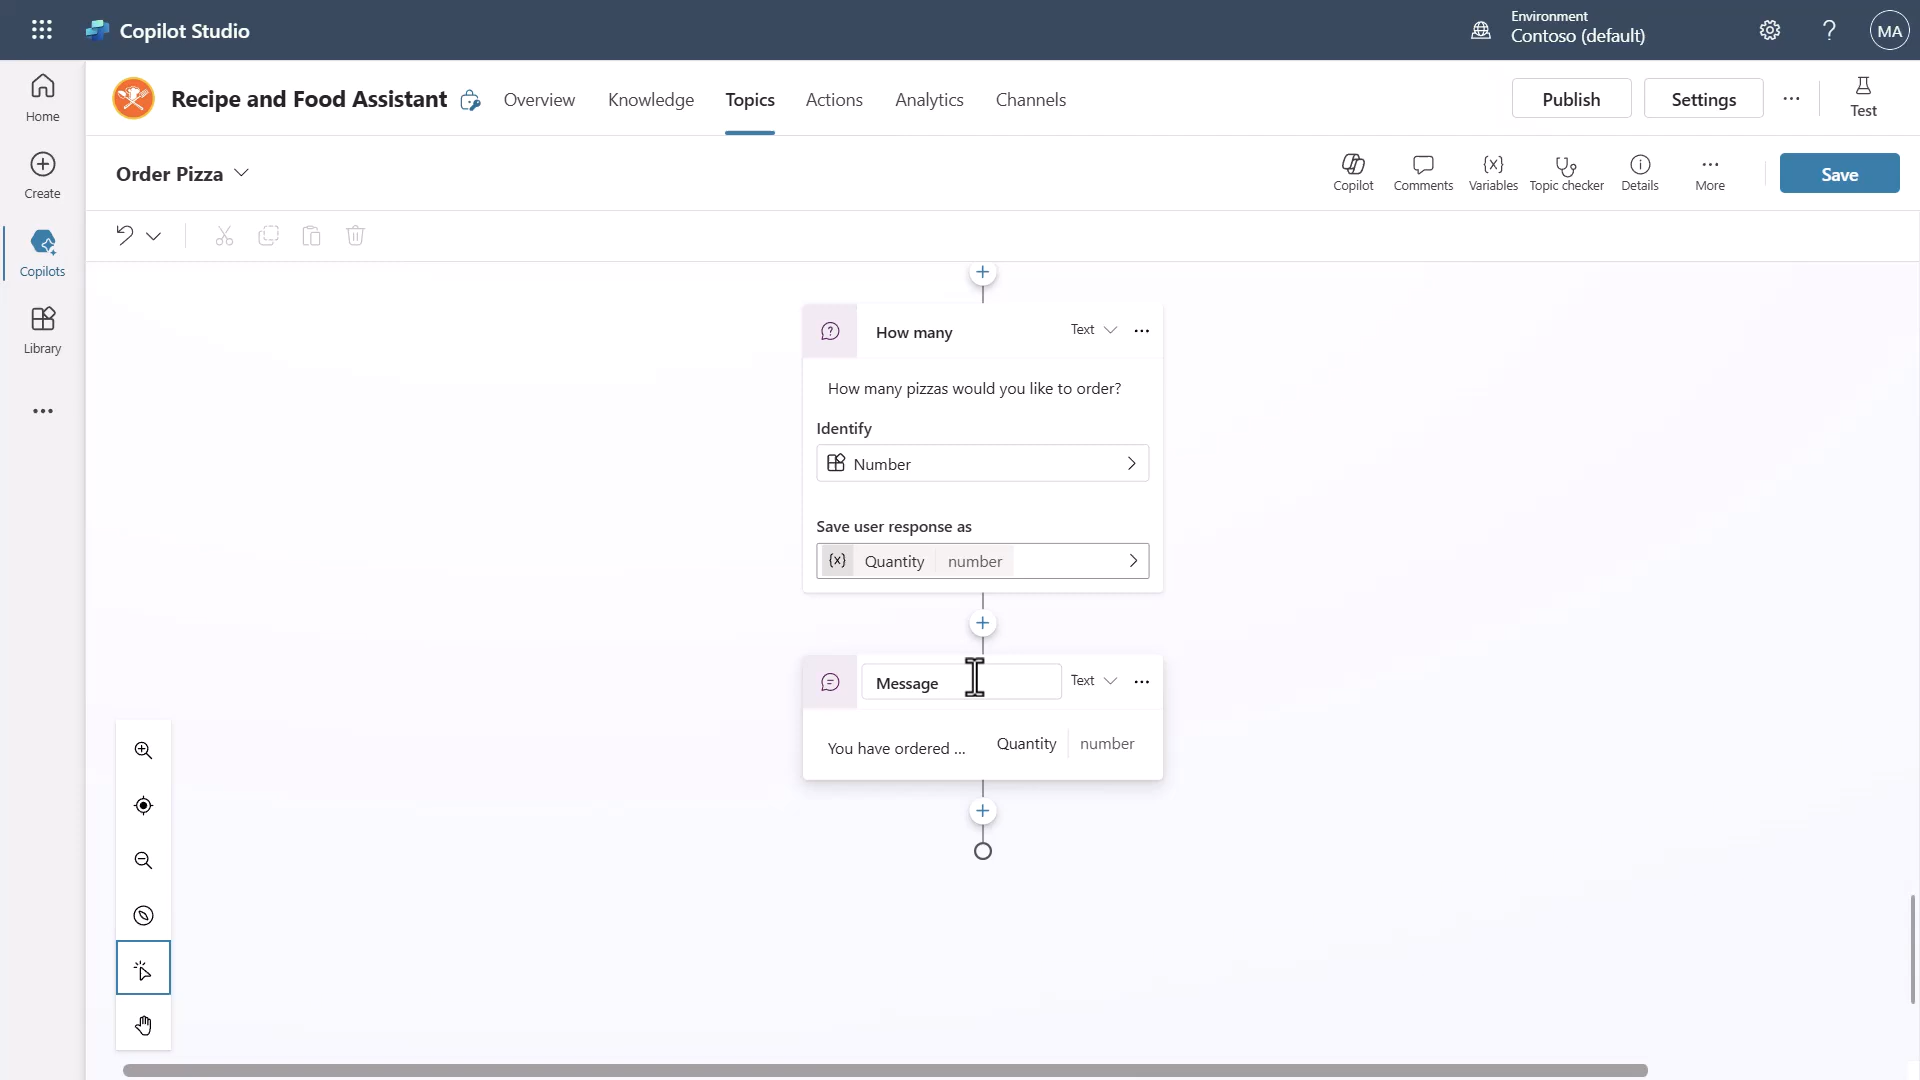 Copilot Studio
Environment
Contoso (default)
MA
Home
Create
Copilots
Library
Recipe and Food Assistant
Overview
Knowledge
Topics
Actions
Analytics
Channels
Publish
Settings
Test
Order Pizza
Copilot
Comments
Variables
Topic checker
Details
More
Save
How many
Text
How many pizzas would you like to order?
Identify
Number
Save user response as
{x} Quantity number
Message
Text
You have ordered ... Quantity number